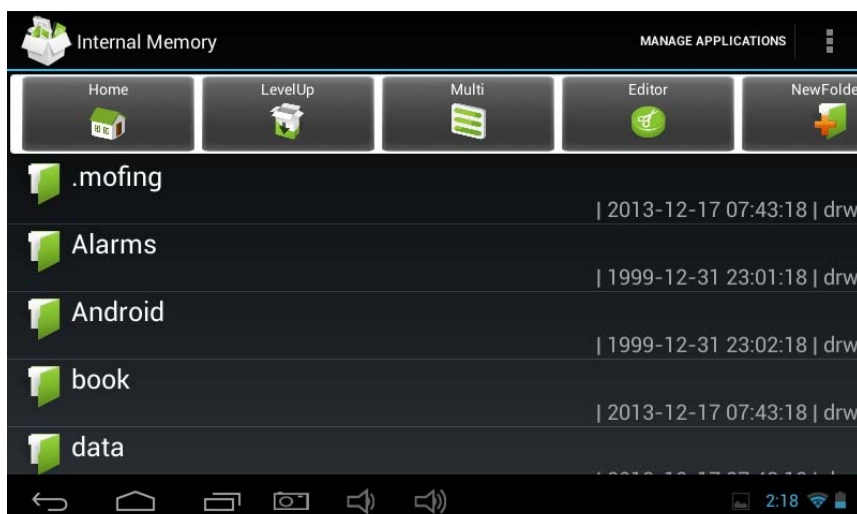 Internal Memory MANAGE APPLICATIONS
Home LevelUp Multi Editor NewFolde
.mofing
| 2013-12-17 07:43:18 | drw
Alarms
| 1999-12-31 23:01:18 | drw
Android
| 1999-12-31 23:02:18 | drw
book
| 2013-12-17 07:43:18 | drw
data
2:18